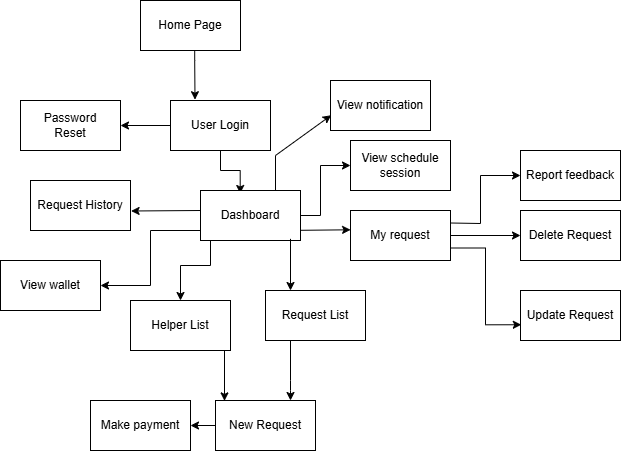 Home Page
Password
Reset
User Login
View notification
View schedule
session
Report feedback
Request History
Dashboard
My request
Delete Request
View wallet
Helper List
Request List
Update Request
Make payment
New Request